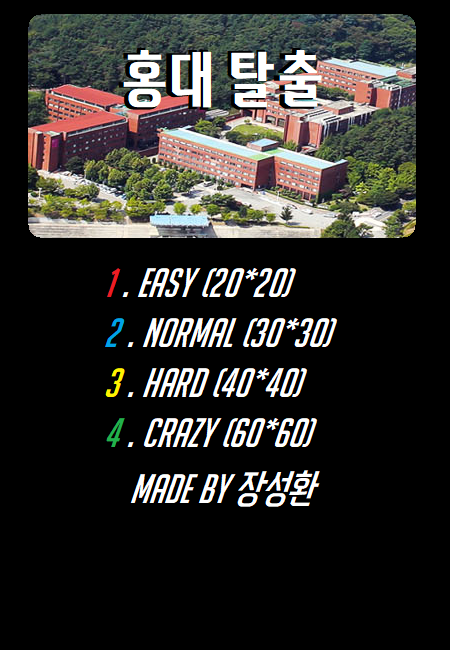 홍대 탈출
1 . EASY (20*20)
2 . NORMAL (30*30)
3 . HARD (40*40)
4 . CRAZY (60*60)
MADE BY 장성환